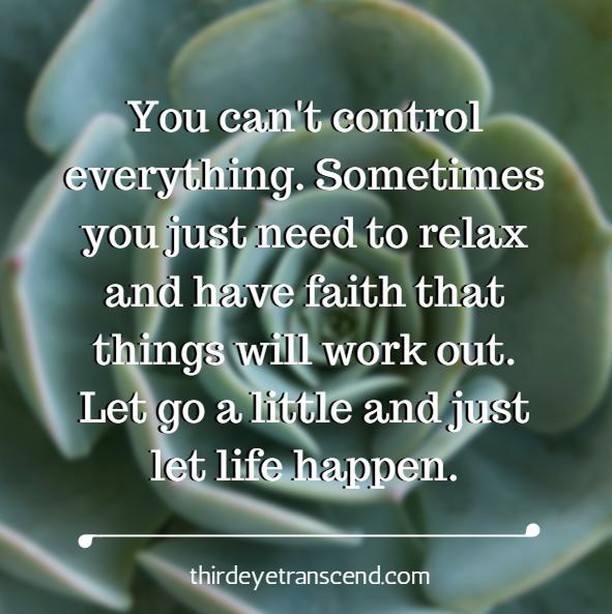 You can't control
everything. Sometimes
you just need to relax
and have faith that
things will work out.
Let go a little and just
let life happen.
thirdeyetranscend.com